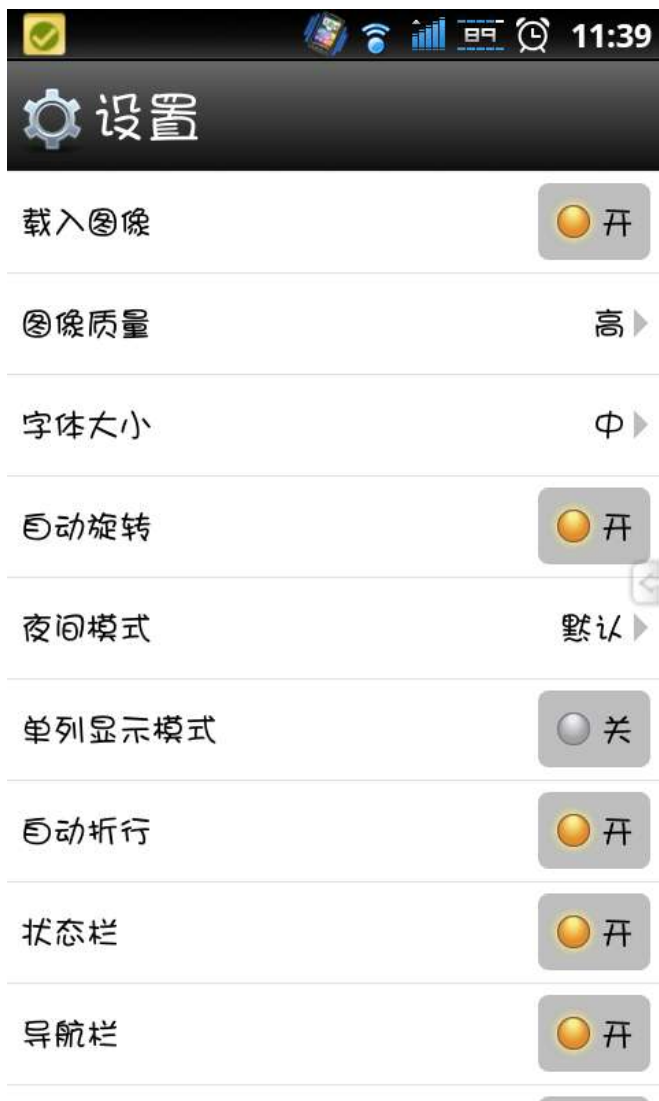 89 11:39
设置
载入图像 开
图像质量 高
字体大小 中
自动旋转 开
夜间模式 默认
单列显示模式 关
自动折行 开
状态栏 开
导航栏 开